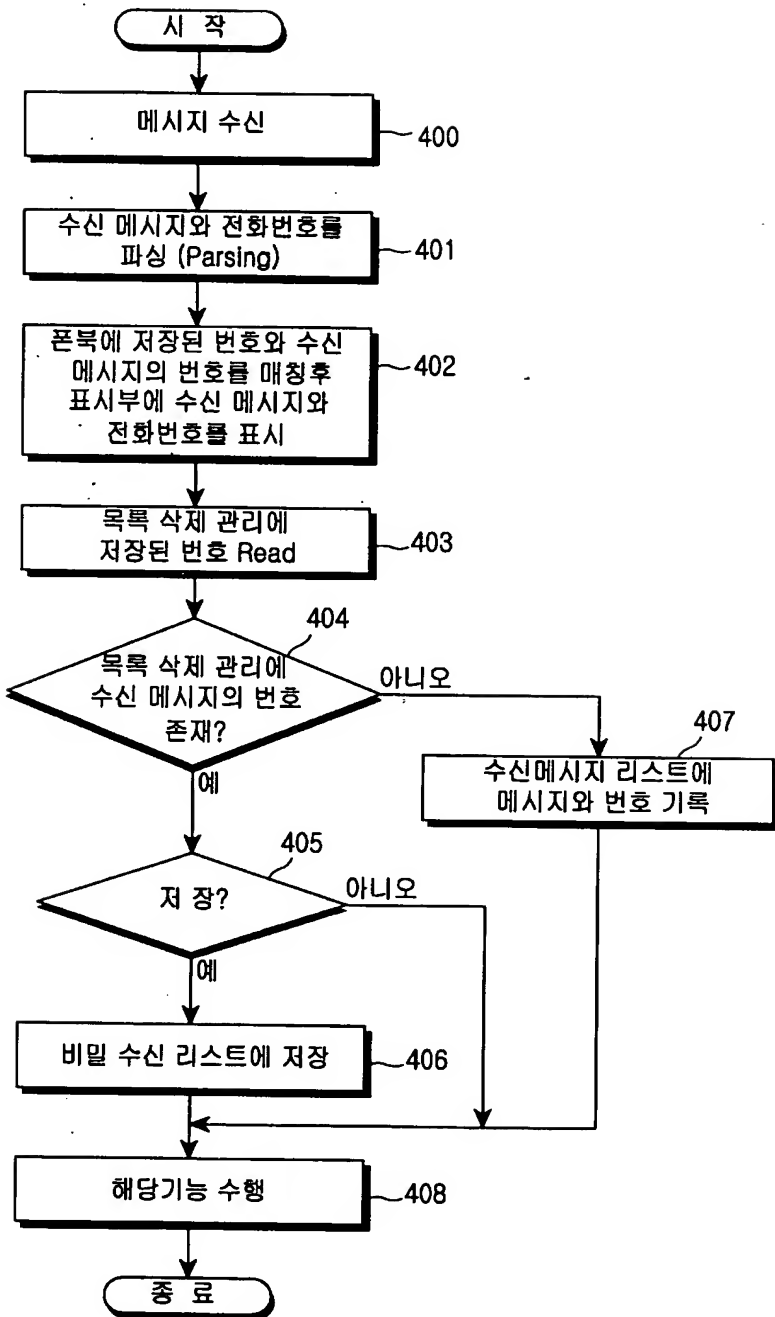 시 작
메시지 수신
400
수신 메시지와 전화번호를
파싱 (Parsing)
401
폰북에 저장된 번호와 수신
메시지의 번호를 매칭후
표시부에 수신 메시지와
전화번호를 표시
402
목록 삭제 관리에
저장된 번호 Read
403
404
목록 삭제 관리에
수신 메시지의 번호
존재?
아니오
예
407
수신메시지 리스트에
메시지와 번호 기록
405
저 장?
아니오
예
비밀 수신 리스트에 저장
406
해당기능 수행
408
종 료